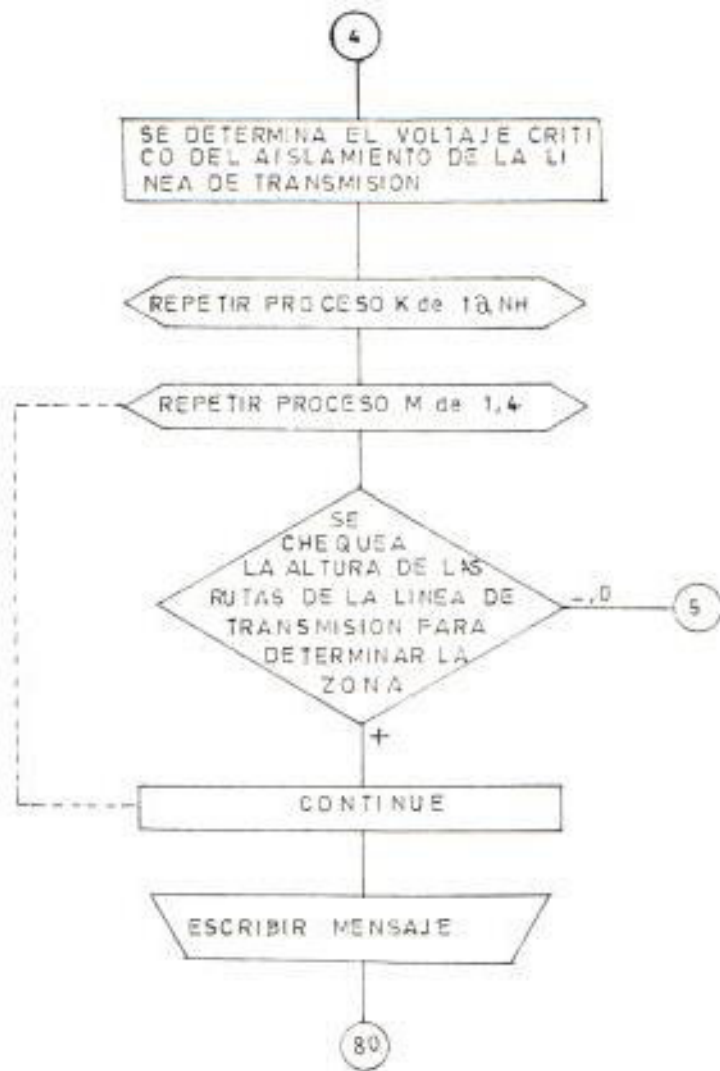 4
SE DETERMINA EL VOLTAJE CRITI
CO DEL AISLAMIENTO DE LA LI
NEA DE TRANSMISION
REPETIR PROCESO K de 1a NH
REPETIR PROCESO M de 1,4
SE
CHEQUEA
LA ALTURA DE LAS
RUTAS DE LA LINEA DE
TRANSMISION PARA
DETERMINAR LA
ZONA
-,0
5
+
CONTINUE
ESCRIBIR MENSAJE
80